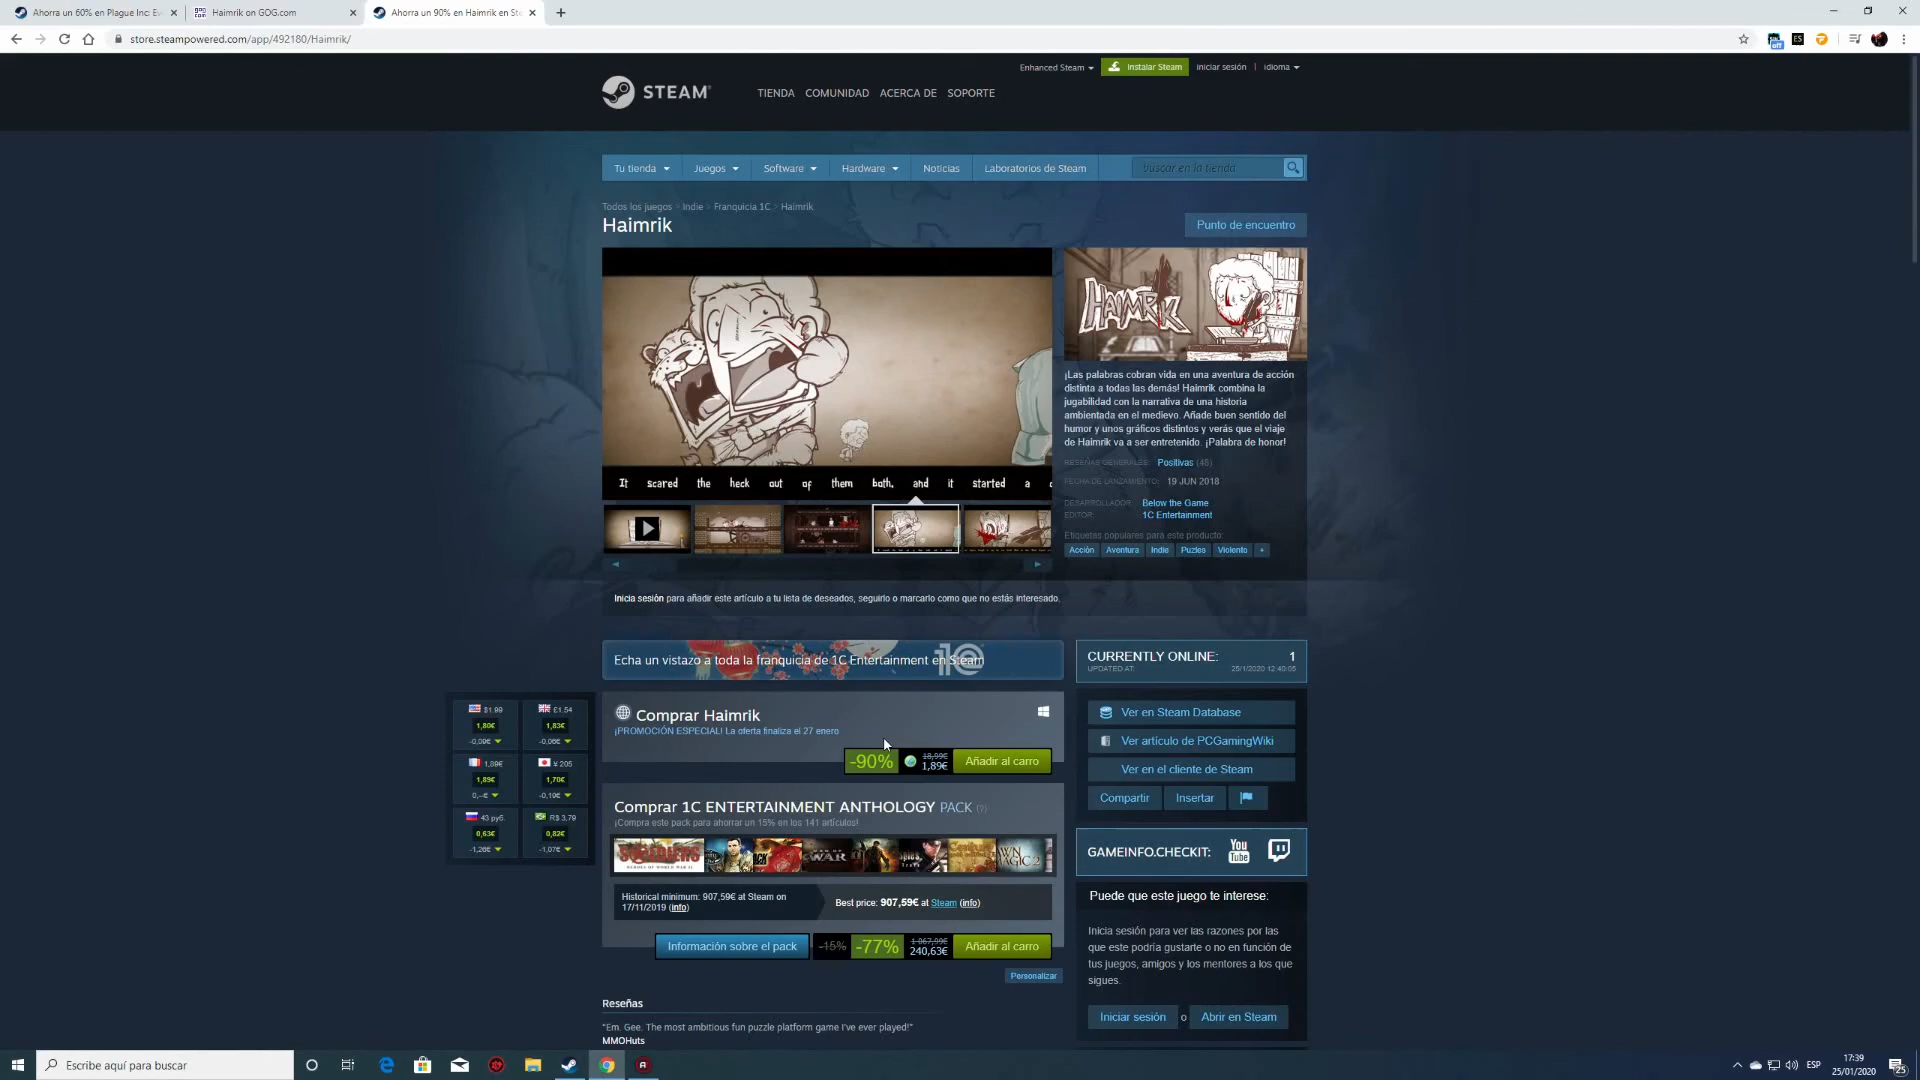 Ahorra un 60% en Plague Inc: Ev
Haimrik on GOG.com
Ahorra un 90% en Haimrik en Ste
store.steampowered.com/app/492180/Haimrik/
Enhanced Steam
Instalar Steam
iniciar sesión | idioma
STEAM
TIENDA COMUNIDAD ACERCA DE SOPORTE
Tu tienda Juegos Software Hardware Noticias Laboratorios de Steam buscar en la tienda
Todos los juegos > Indie > Franquicia 1C > Haimrik
Haimrik
Punto de encuentro
HAIMRIK
It scared the heck out of them both, and it started a
¡Las palabras cobran vida en una aventura de acción
distinta a todas las demás! Haimrik combina la
jugabilidad con la narrativa de una historia
ambientada en el medievo. Añade buen sentido del
humor y unos gráficos distintos y verás que el viaje
de Haimrik va a ser entretenido. ¡Palabra de honor!
RESEÑAS GENERALES: Positivas (48)
FECHA DE LANZAMIENTO: 19 JUN 2018
DESARROLLADOR: Below the Game
EDITOR: 1C Entertainment
Etiquetas populares para este producto:
Acción Aventura Indie Puzles Violento +
Inicia sesión para añadir este artículo a tu lista de deseados, seguirlo o marcarlo como que no estás interesado.
Echa un vistazo a toda la franquicia de 1C Entertainment en Steam
1C
CURRENTLY ONLINE: 1
UPDATED AT: 25/1/2020 12:40:05
$1.99 £1.54
1,80€ 1,83€
-0,09€ -0,06€
1,89€ ¥ 205
1,89€ 1,70€
0,--€ -0,19€
43 руб. R$ 3,79
0,63€ 0,82€
-1,26€ -1,07€
Comprar Haimrik
¡PROMOCIÓN ESPECIAL! La oferta finaliza el 27 enero
-90% 18,99€ 1,89€ Añadir al carro
Comprar 1C ENTERTAINMENT ANTHOLOGY PACK (?)
¡Compra este pack para ahorrar un 15% en los 141 artículos!
Historical minimum: 907,59€ at Steam on
17/11/2019 (info)
Best price: 907,59€ at Steam (info)
Información sobre el pack -15% -77% 1 067,99€ 240,63€ Añadir al carro
Personalizar
Reseñas
"Em. Gee. The most ambitious fun puzzle platform game I've ever played!"
MMOHuts
Ver en Steam Database
Ver artículo de PCGamingWiki
Ver en el cliente de Steam
Compartir Insertar
GAMEINFO.CHECKIT: You Tube
Puede que este juego te interese:
Inicia sesión para ver las razones por las
que este podría gustarte o no en función de
tus juegos, amigos y los mentores a los que
sigues.
Iniciar sesión o Abrir en Steam
Escribe aquí para buscar
ESP
17:39
25/01/2020
25